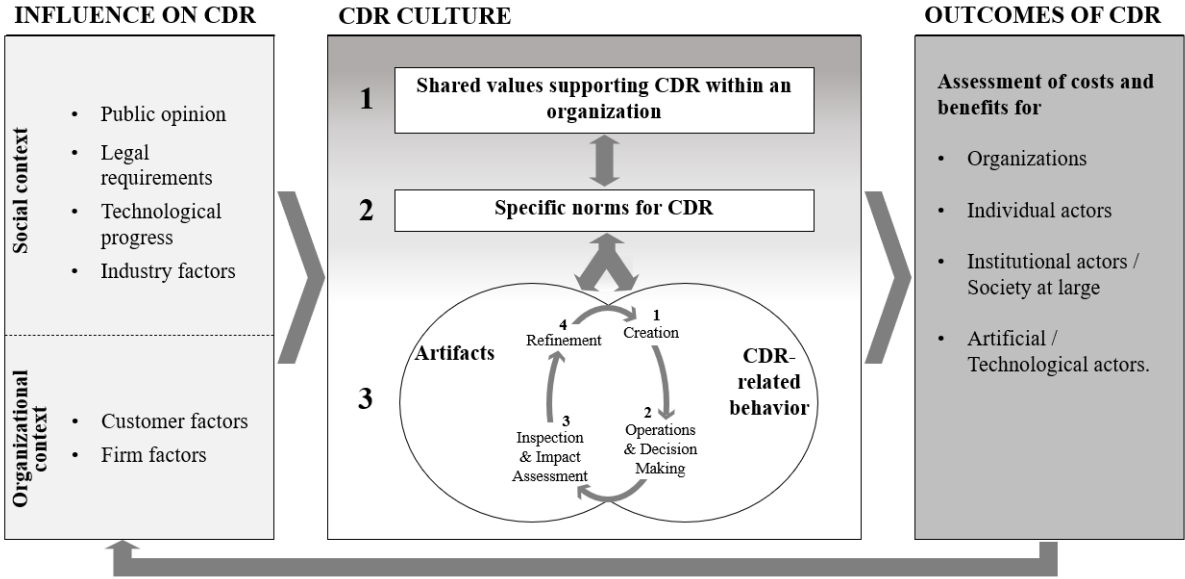 INFLUENCE ON CDR
Social context
• Public opinion
• Legal
requirements
• Technological
progress
• Industry factors
Organizational
context
• Customer factors
• Firm factors
CDR CULTURE
1
Shared values supporting CDR within an
organization
2
Specific norms for CDR
3
Artifacts
CDR-
related
behavior
1
Creation
2
Operations
& Decision
Making
3
Inspection
& Impact
Assessment
4
Refinement
OUTCOMES OF CDR
Assessment of costs and
benefits for
• Organizations
• Individual actors
• Institutional actors /
Society at large
• Artificial /
Technological actors.